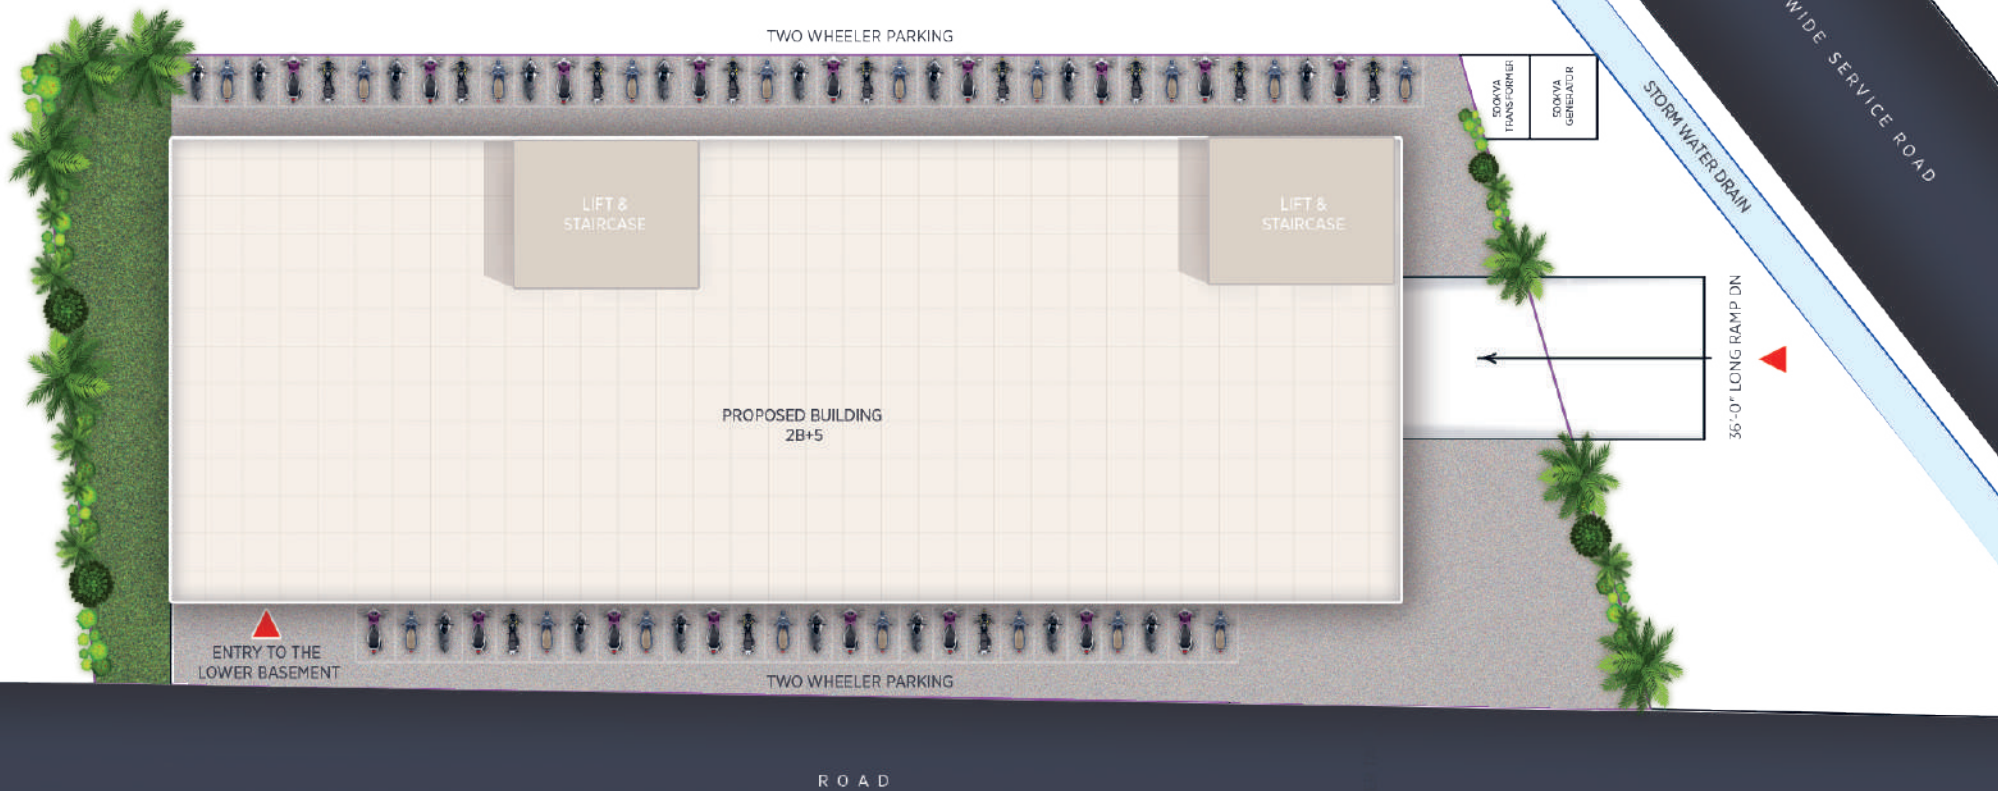 TWO WHEELER PARKING
500KVA
TRANSFORMER
500KVA
GENERATOR
WIDE SERVICE ROAD
STORM WATER DRAIN
LIFT &
STAIRCASE
LIFT &
STAIRCASE
36'-0" LONG RAMP DN
PROPOSED BUILDING
2B+5
ENTRY TO THE
LOWER BASEMENT
TWO WHEELER PARKING
ROAD